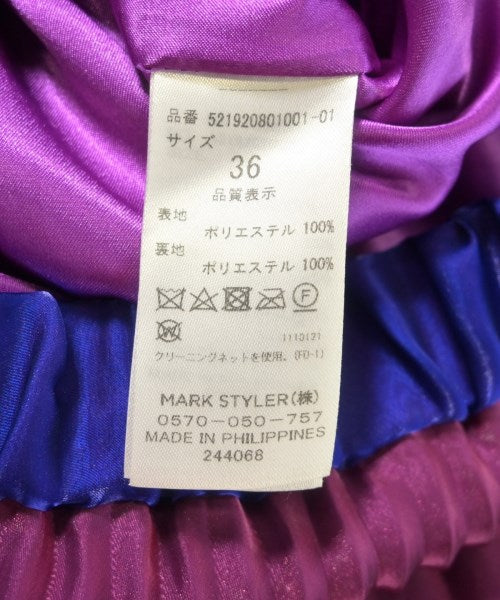 品番 521920801001-01
サイズ
36
品質表示
表地
ポリエステル 100%
裏地
ポリエステル 100%
F
W
1113121
クリーニングネットを使用。(FO-1)
MARK STYLER(株)
0570-050-757
MADE IN PHILIPPINES
244068